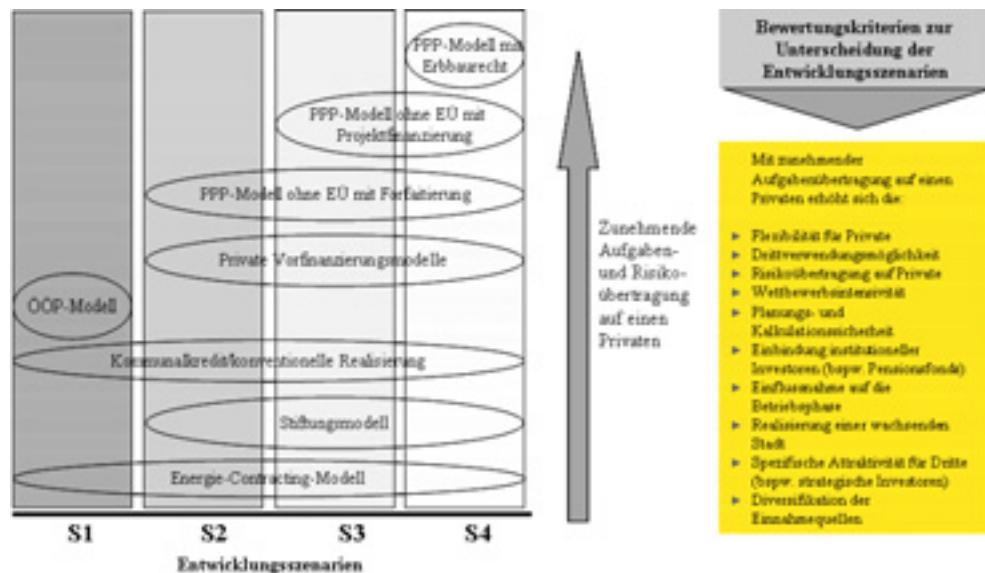 PPP-Modell mit
Erbbaurecht
PPP-Modell ohne EÜ mit
Projektfinanzierung
PPP-Modell ohne EÜ mit Forfaitierung
Private Vorfinanzierungsmodelle
ÖÖP-Modell
Kommunalkredit/konventionelle Realisierung
Stiftungsmodell
Energie-Contracting-Modell
S1 S2 S3 S4
Entwicklungsszenarien
Zunehmende
Aufgaben-
und Risiko-
übertragung
auf einen
Privaten
Bewertungskriterien zur
Unterscheidung der
Entwicklungsszenarien
Mit zunehmender
Aufgabenübertragung auf einen
Privaten erhöht sich die:
Flexibilität für Private
Drittverwendungsmöglichkeit
Risikoübertragung auf Private
Wettbewerbsintensivität
Planungs- und
Kalkulationssicherheit
Einbindung institutioneller
Investoren (bspw. Pensionsfonds)
Einflussnahme auf die
Betriebsphase
Realisierung einer wachsenden
Stadt
Spezifische Attraktivität für Dritte
(bspw. strategische Investoren)
Diversifikation der
Einnahmequellen